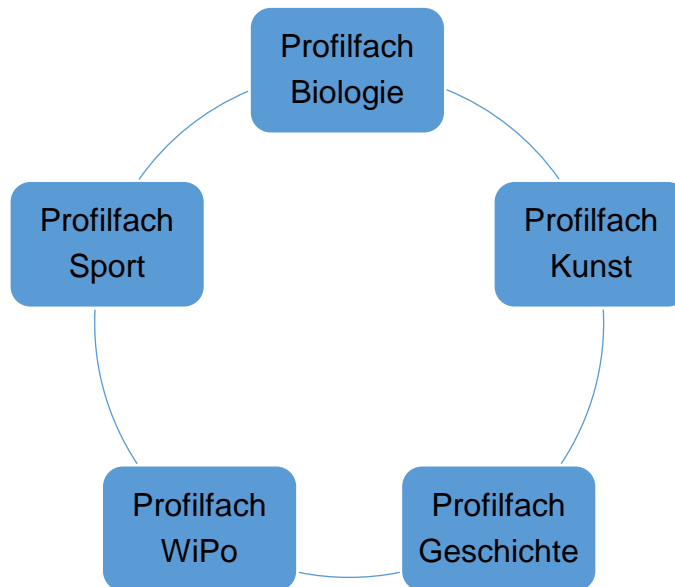 Profilfach
Biologie
Profilfach
Sport
Profilfach
Kunst
Profilfach
WiPo
Profilfach
Geschichte